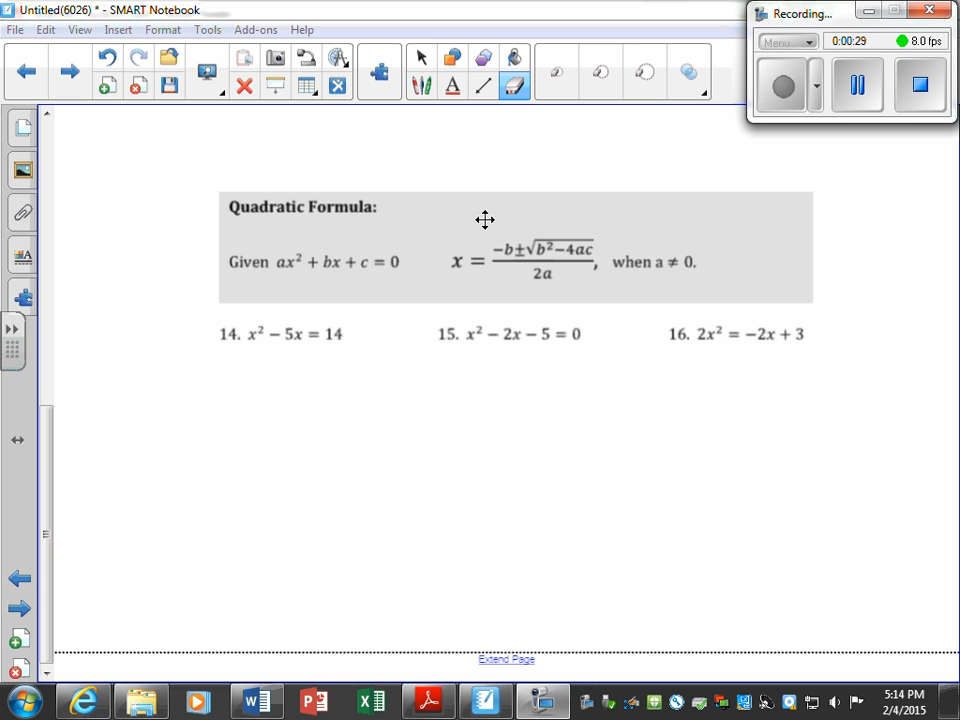 Untitled(6026) * - SMART Notebook
Recording...
File Edit View Insert Format Tools Add-ons Help
Menu 0:00:29 8.0 fps
Quadratic Formula:
Given ax² + bx + c = 0 x = −b±√b²−4ac / 2a, when a ≠ 0.
14. x² − 5x = 14 15. x² − 2x − 5 = 0 16. 2x² = −2x + 3
Extend Page
5:14 PM
2/4/2015